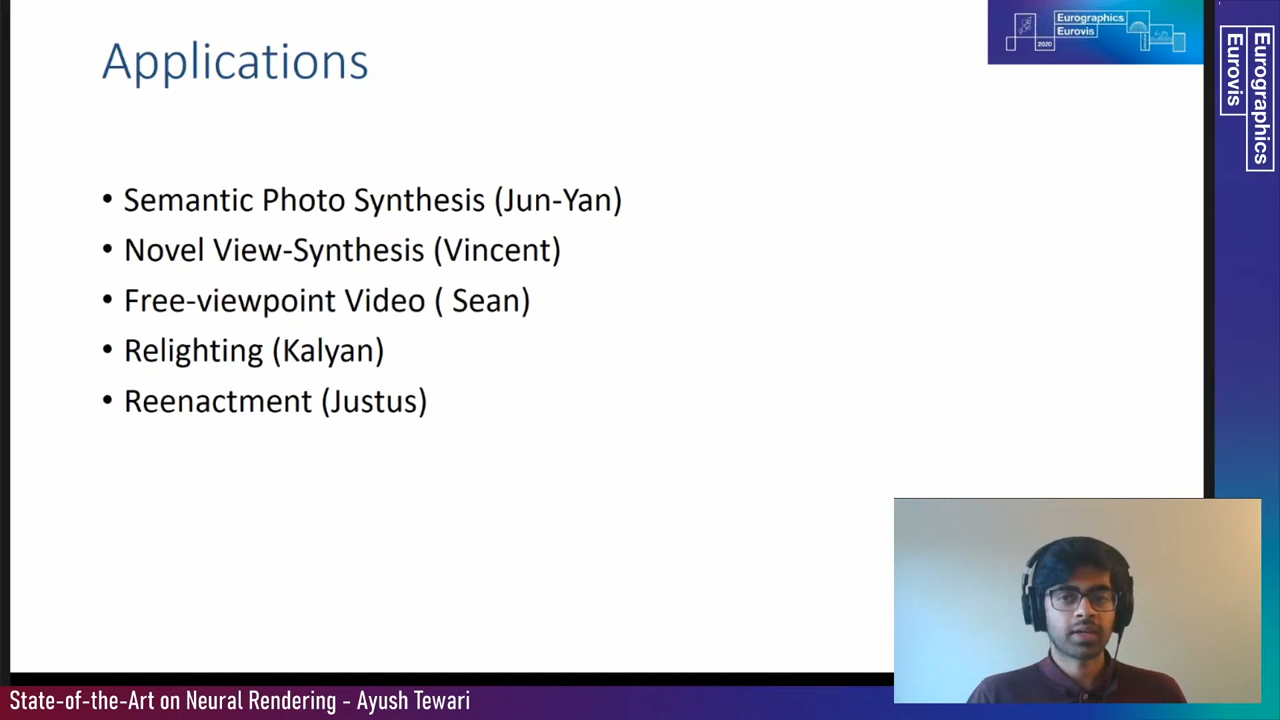 Applications
Eurographics
Eurovis
2020
Eurographics
Eurovis
• Semantic Photo Synthesis (Jun-Yan)
• Novel View-Synthesis (Vincent)
• Free-viewpoint Video ( Sean)
• Relighting (Kalyan)
• Reenactment (Justus)
State-of-the-Art on Neural Rendering – Ayush Tewari